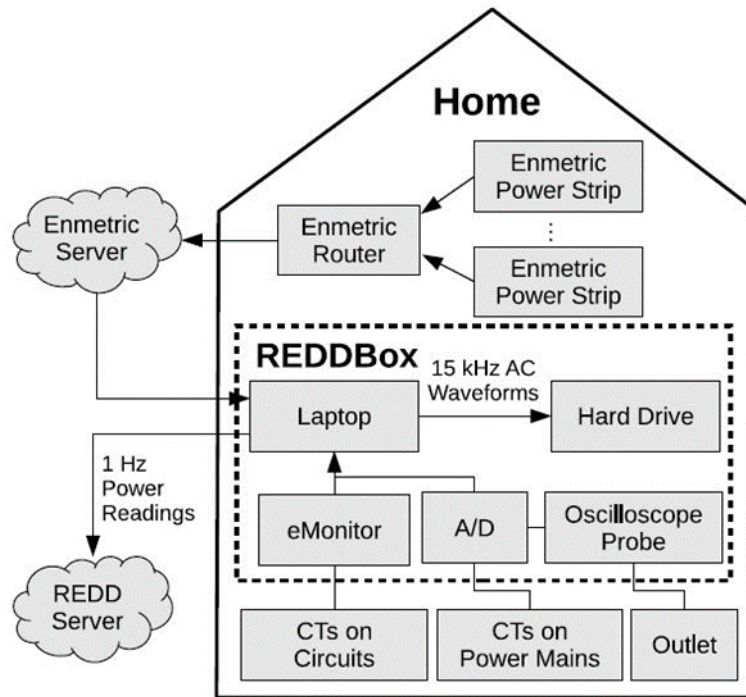 Home
Enmetric
Power Strip
⋮
Enmetric
Server
Enmetric
Router
Enmetric
Power Strip
REDDBox
15 kHz AC
Waveforms
Laptop
Hard Drive
1 Hz
Power
Readings
eMonitor
A/D
Oscilloscope
Probe
REDD
Server
CTs on
Circuits
CTs on
Power Mains
Outlet